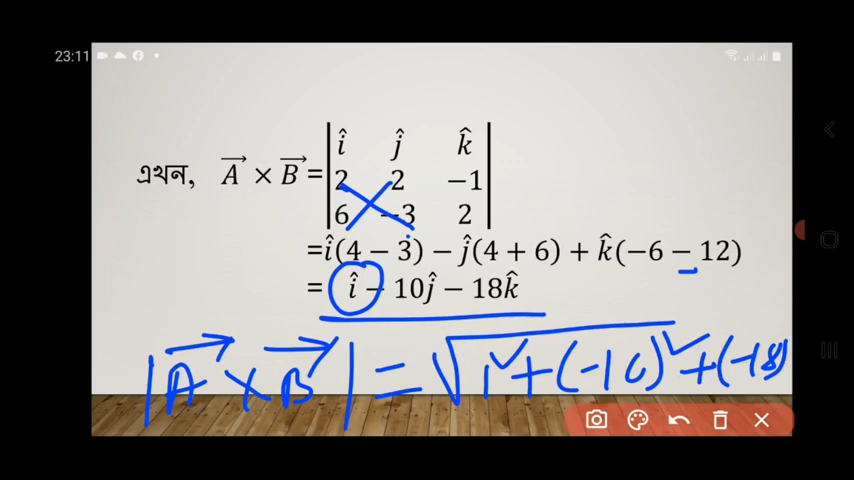 23:11
এখন, A⃗ × B⃗ = | î ĵ k̂ |
2 2 −1
6 −3 2
=î(4 − 3) − ĵ(4 + 6) + k̂(−6 − 12)
= î − 10ĵ − 18k̂
|A⃗ × B⃗| = √1² + (−10)² + (−18)